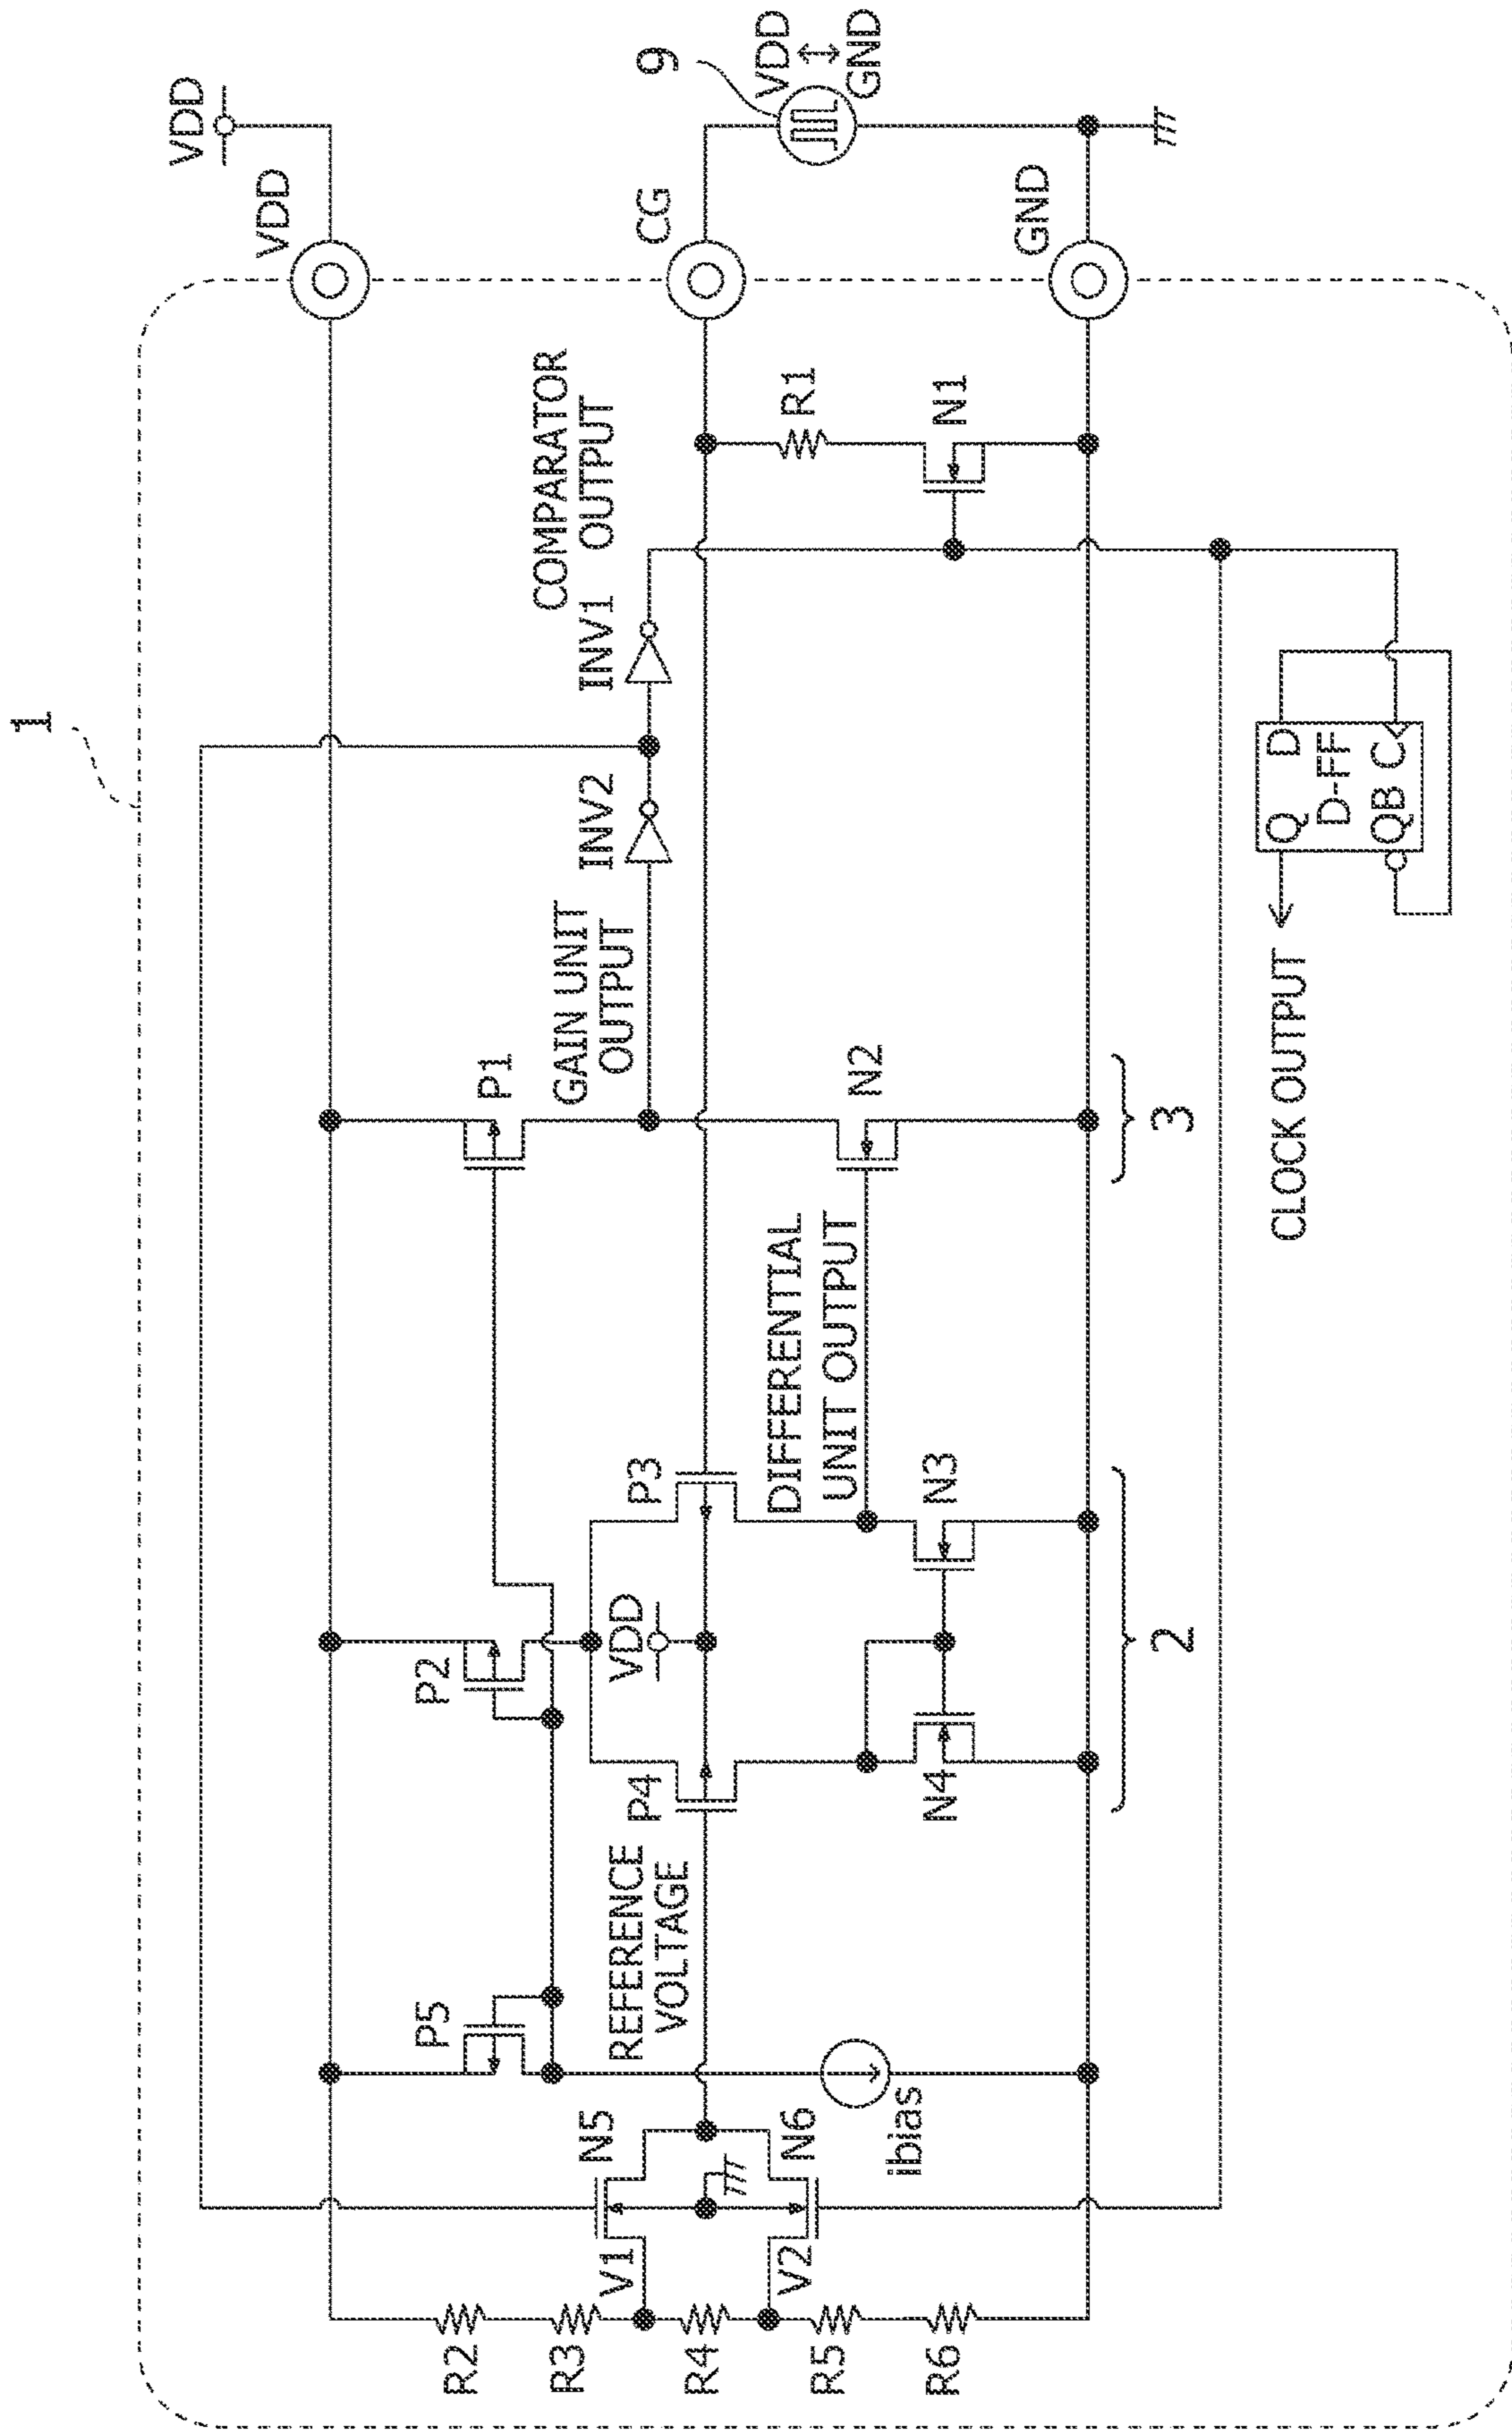 1
VDD
VDD
CG
9
VDD
GND
GND
COMPARATOR
OUTPUT
INV1
INV2
GAIN UNIT
OUTPUT
R1
N1
P1
N2
3
P2
P3
P4
VDD
DIFFERENTIAL
UNIT OUTPUT
N3
N4
2
P5
REFERENCE
VOLTAGE
N5
N6
V1
V2
ibias
R2
R3
R4
R5
R6
Q D
D-FF
QB C
CLOCK OUTPUT